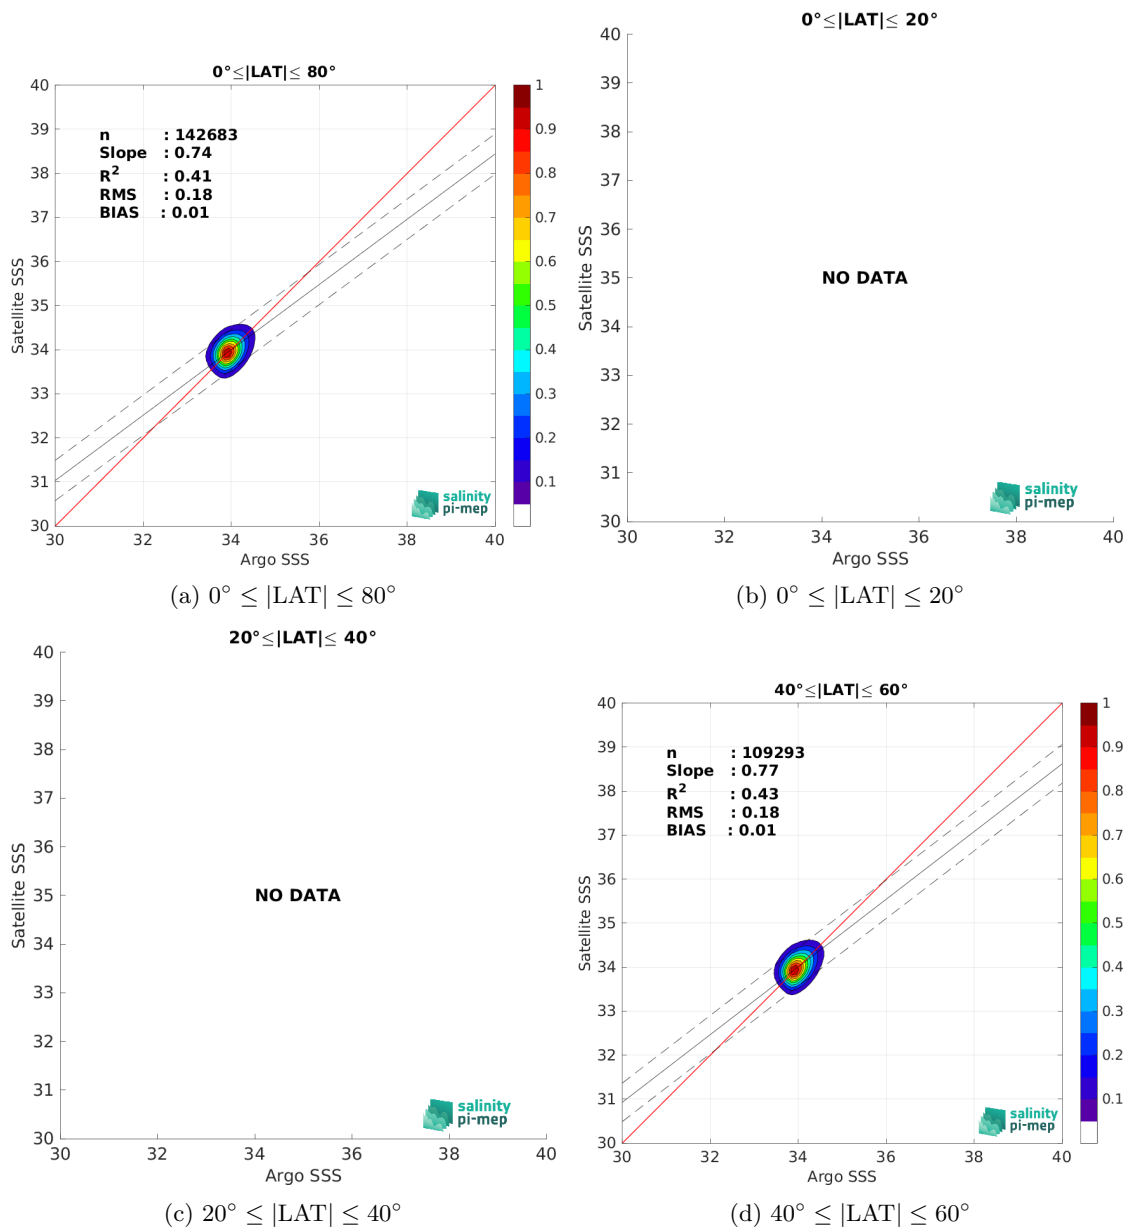 0°≤|LAT|≤ 80°
n : 142683
Slope : 0.74
R² : 0.41
RMS : 0.18
BIAS : 0.01
40
39
38
37
36
35
34
33
32
31
30
Satellite SSS
30 32 34 36 38 40
Argo SSS
1
0.9
0.8
0.7
0.6
0.5
0.4
0.3
0.2
0.1
salinity
pi-mep
(a) 0° ≤ |LAT| ≤ 80°
0°≤|LAT|≤ 20°
40
39
38
37
36
35
34
33
32
31
30
Satellite SSS
NO DATA
salinity
pi-mep
30 32 34 36 38 40
Argo SSS
(b) 0° ≤ |LAT| ≤ 20°
20°≤|LAT|≤ 40°
40
39
38
37
36
35
34
33
32
31
30
Satellite SSS
NO DATA
salinity
pi-mep
30 32 34 36 38 40
Argo SSS
(c) 20° ≤ |LAT| ≤ 40°
40°≤|LAT|≤ 60°
n : 109293
Slope : 0.77
R² : 0.43
RMS : 0.18
BIAS : 0.01
40
39
38
37
36
35
34
33
32
31
30
Satellite SSS
30 32 34 36 38 40
Argo SSS
1
0.9
0.8
0.7
0.6
0.5
0.4
0.3
0.2
0.1
salinity
pi-mep
(d) 40° ≤ |LAT| ≤ 60°